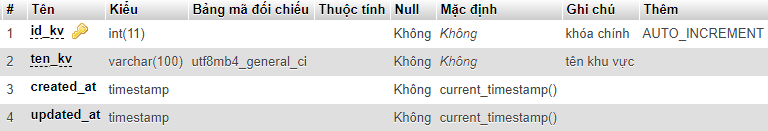 # Tên Kiểu Bảng mã đối chiếu Thuộc tính Null Mặc định Ghi chú Thêm
1 id_kv int(11) Không Không khóa chính AUTO_INCREMENT
2 ten_kv varchar(100) utf8mb4_general_ci Không Không tên khu vực
3 created_at timestamp Không current_timestamp()
4 updated_at timestamp Không current_timestamp()